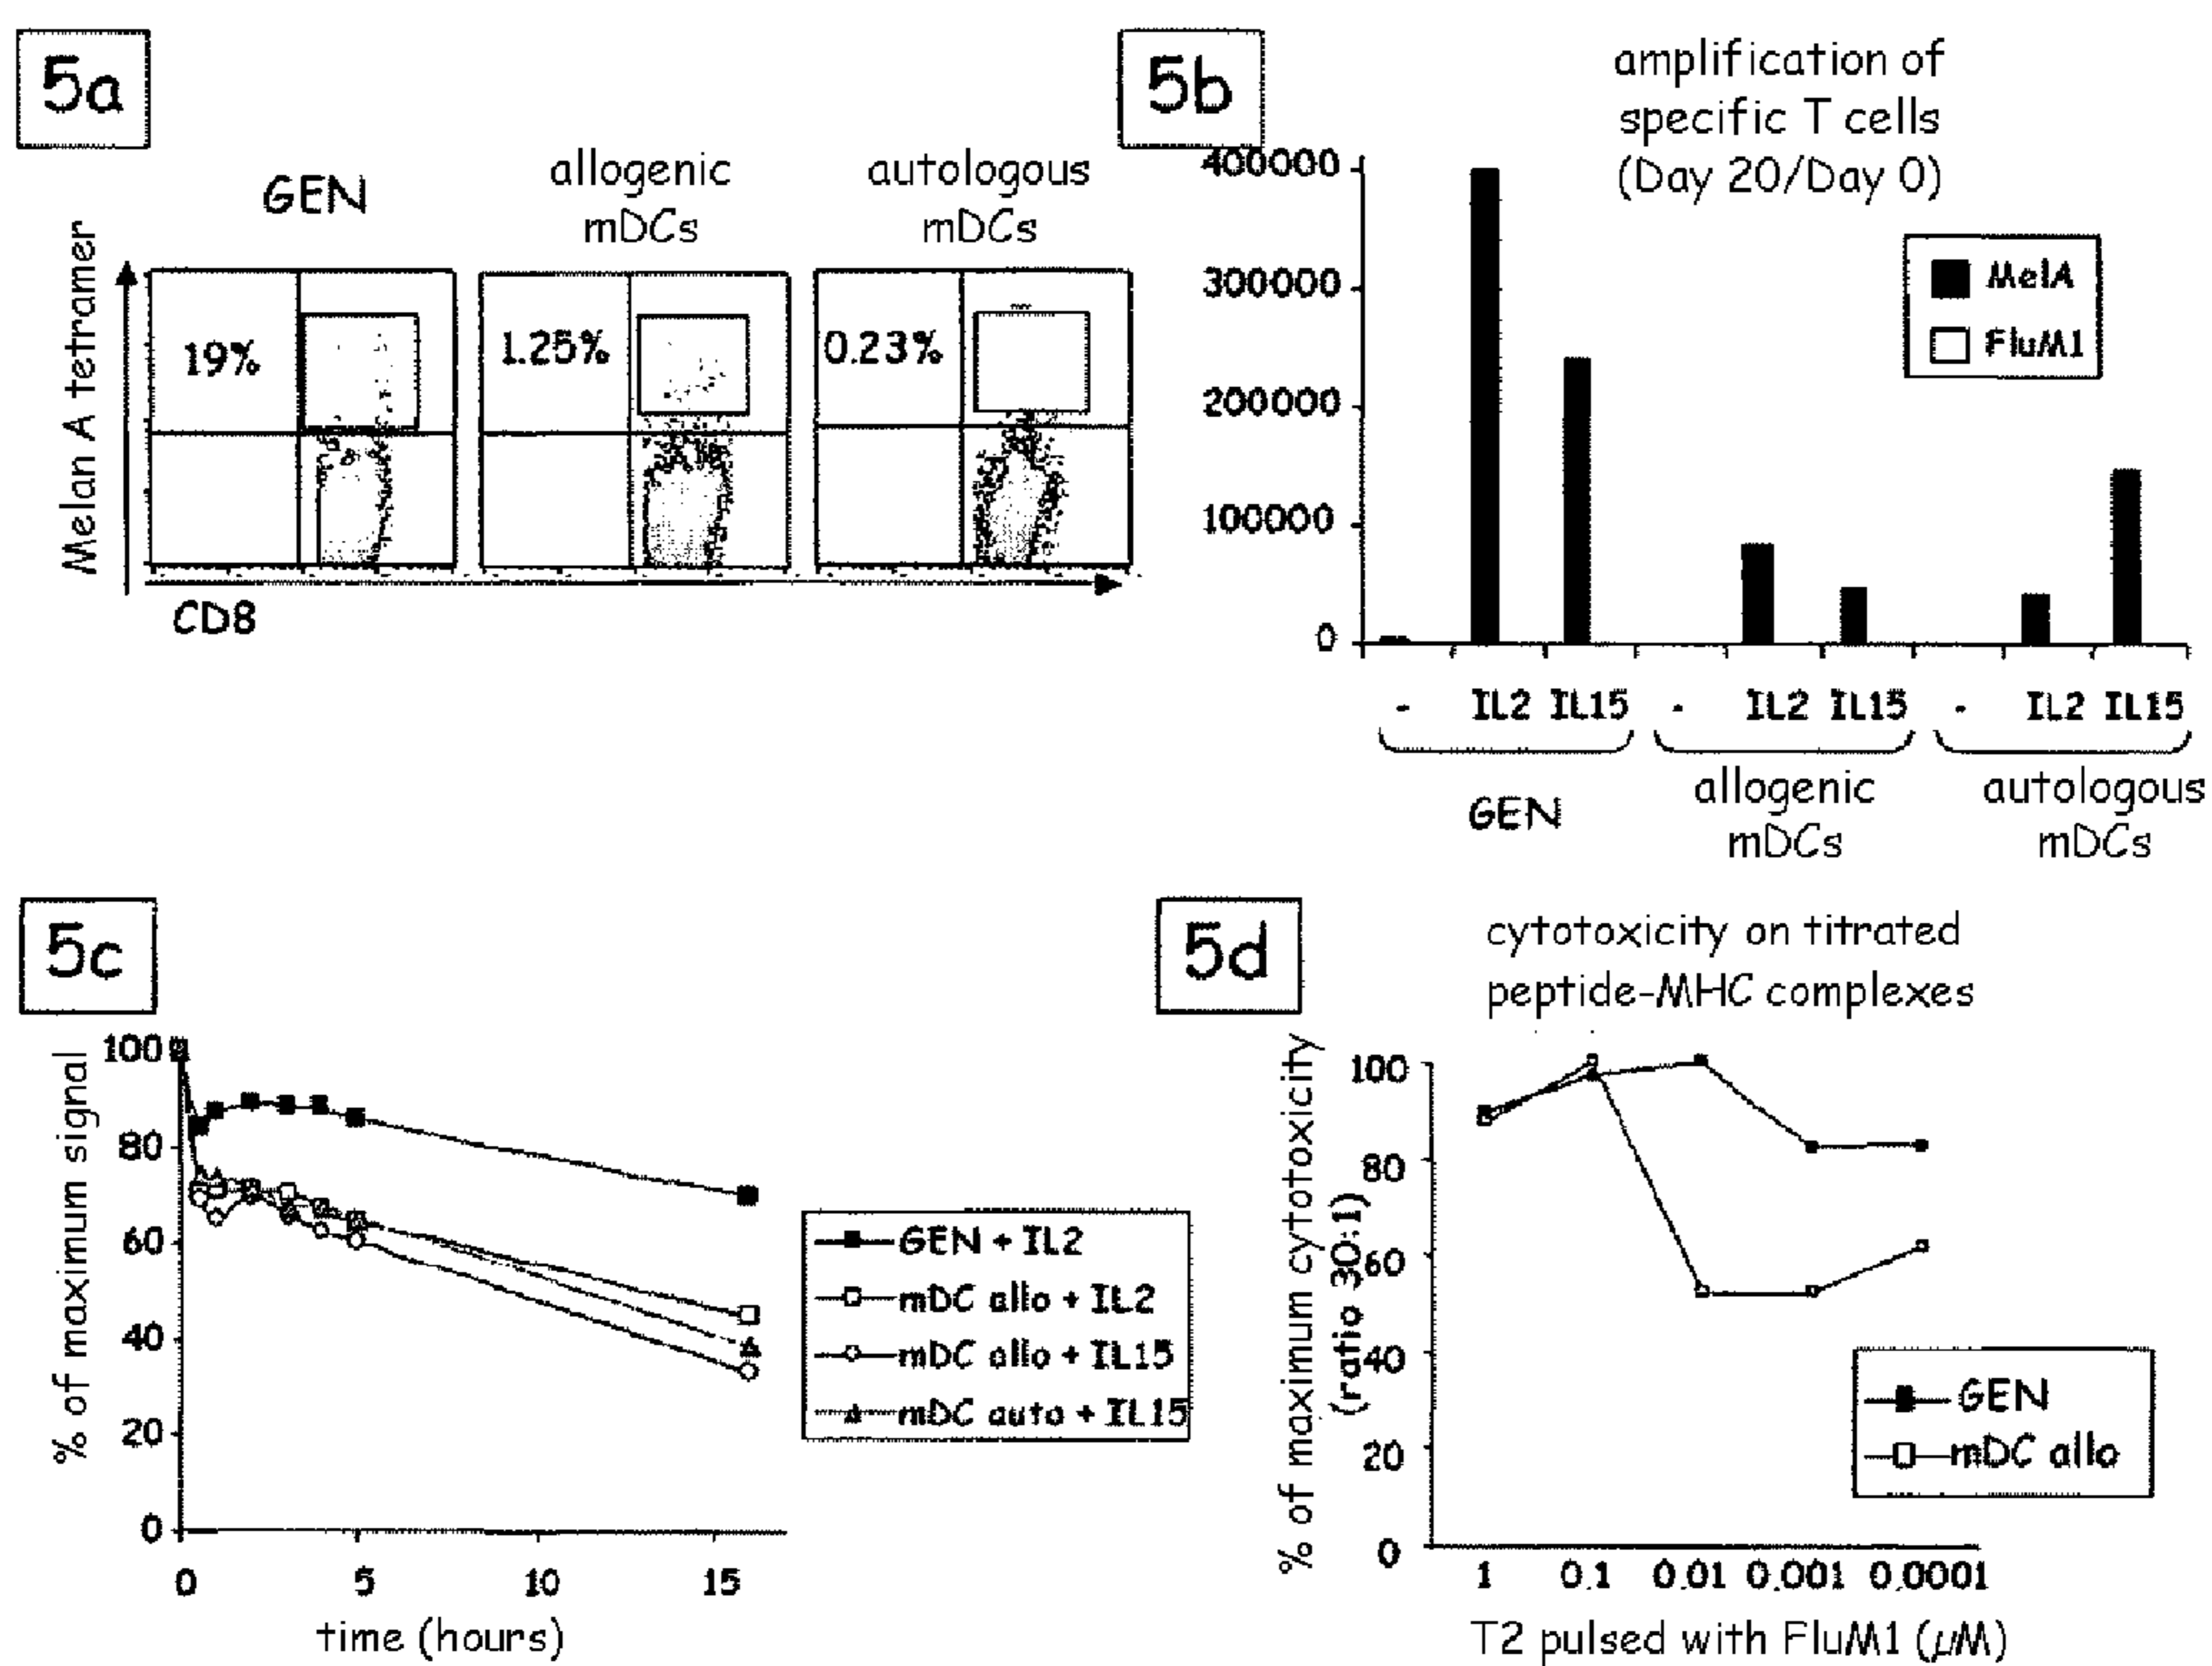 5a
GEN
allogenic
mDCs
autologous
mDCs
Melan A tetramer
19%
1.25%
0.23%
CD8
5b
amplification of
specific T cells
(Day 20/Day 0)
400000
300000
200000
100000
0
MelA
FluM1
- IL2 IL15 - IL2 IL15 - IL2 IL15
GEN
allogenic
mDCs
autologous
mDCs
5c
% of maximum signal
100
80
60
40
20
0
0 5 10 15
time (hours)
GEN + IL2
mDC allo + IL2
mDC allo + IL15
mDC auto + IL15
5d
cytotoxicity on titrated
peptide-MHC complexes
% of maximum cytotoxicity
(ratio 30:1)
100
80
60
40
20
0
1 0.1 0.01 0.001 0.0001
T2 pulsed with FluM1 (µM)
GEN
mDC allo